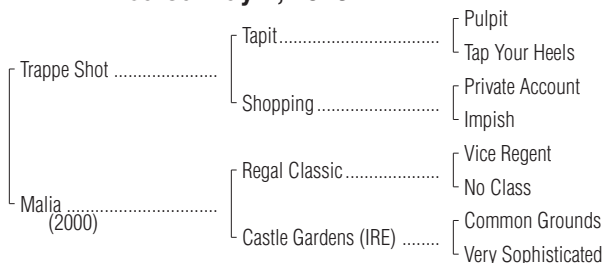 Pulpit
Tapit
Tap Your Heels
Trappe Shot
Private Account
Shopping
Impish
Vice Regent
Regal Classic
No Class
Malia
(2000)
Common Grounds
Castle Gardens (IRE)
Very Sophisticated